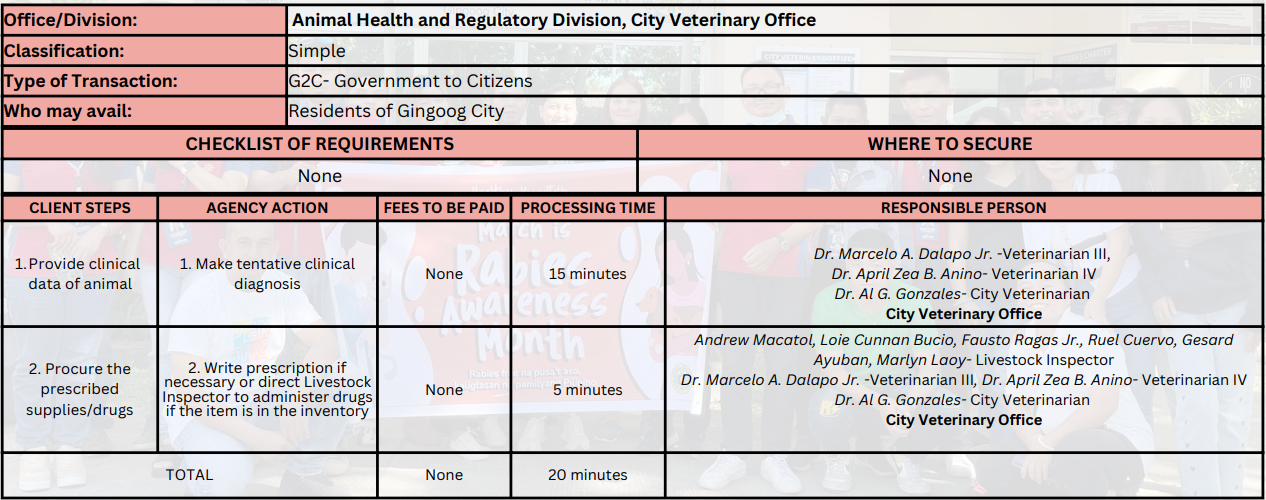 Office/Division: Animal Health and Regulatory Division, City Veterinary Office
Classification: Simple
Type of Transaction: G2C- Government to Citizens
Who may avail: Residents of Gingoog City
CHECKLIST OF REQUIREMENTS WHERE TO SECURE
None None
CLIENT STEPS AGENCY ACTION FEES TO BE PAID PROCESSING TIME RESPONSIBLE PERSON
1. Provide clinical
data of animal
1. Make tentative clinical
diagnosis
None
15 minutes
Dr. Marcelo A. Dalapo Jr. -Veterinarian III,
Dr. April Zea B. Anino- Veterinarian IV
Dr. Al G. Gonzales- City Veterinarian
City Veterinary Office
2. Procure the
prescribed
supplies/drugs
2. Write prescription if
necessary or direct Livestock
Inspector to administer drugs
if the item is in the inventory
None
5 minutes
Andrew Macatol, Loie Cunnan Bucio, Fausto Ragas Jr., Ruel Cuervo, Gesard
Ayuban, Marlyn Laoy- Livestock Inspector
Dr. Marcelo A. Dalapo Jr. -Veterinarian III, Dr. April Zea B. Anino- Veterinarian IV
Dr. Al G. Gonzales- City Veterinarian
City Veterinary Office
TOTAL None 20 minutes
March is
Rabies
Awareness
Month